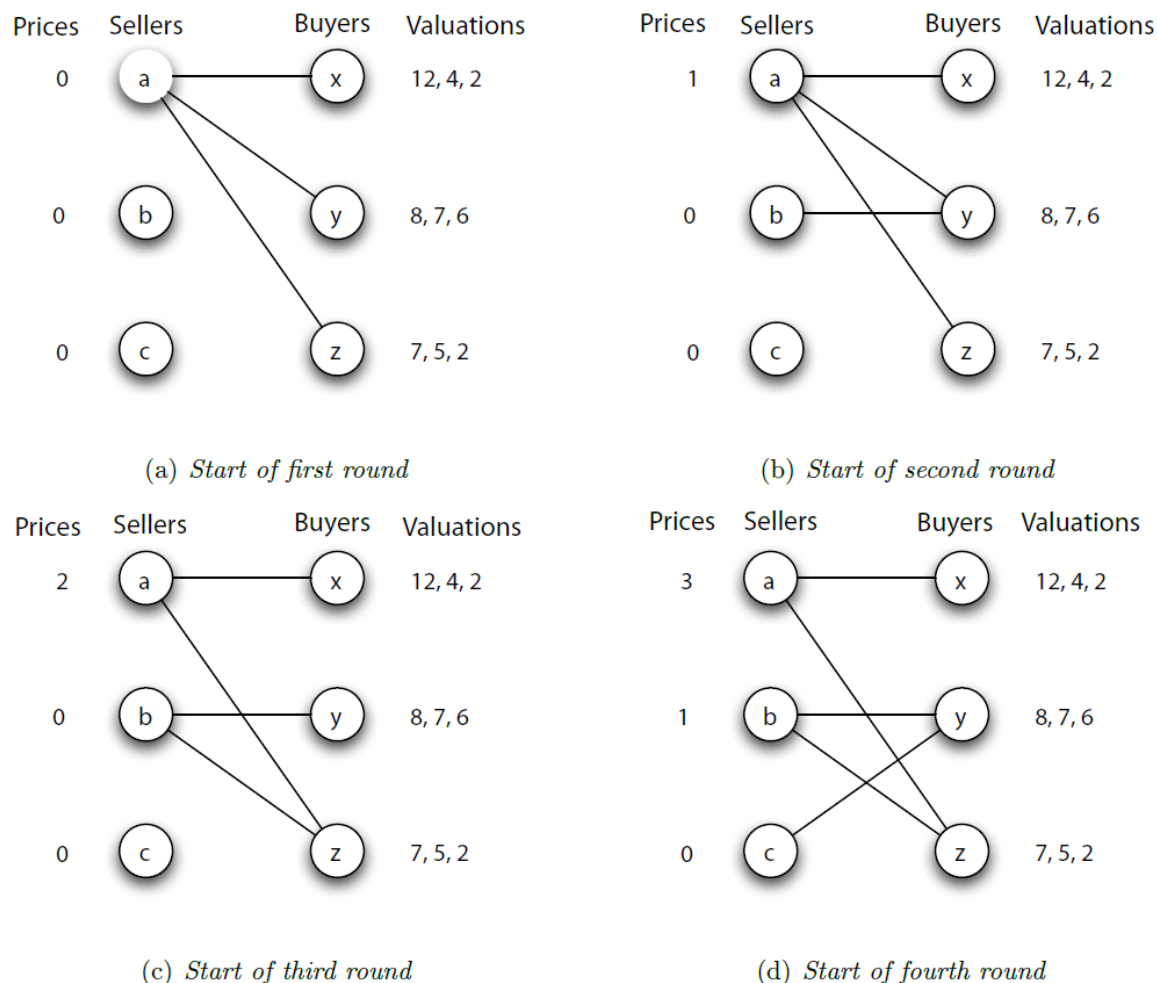 Prices Sellers Buyers Valuations
0 a x 12, 4, 2
0 b y 8, 7, 6
0 c z 7, 5, 2
(a) Start of first round
Prices Sellers Buyers Valuations
1 a x 12, 4, 2
0 b y 8, 7, 6
0 c z 7, 5, 2
(b) Start of second round
Prices Sellers Buyers Valuations
2 a x 12, 4, 2
0 b y 8, 7, 6
0 c z 7, 5, 2
(c) Start of third round
Prices Sellers Buyers Valuations
3 a x 12, 4, 2
1 b y 8, 7, 6
0 c z 7, 5, 2
(d) Start of fourth round